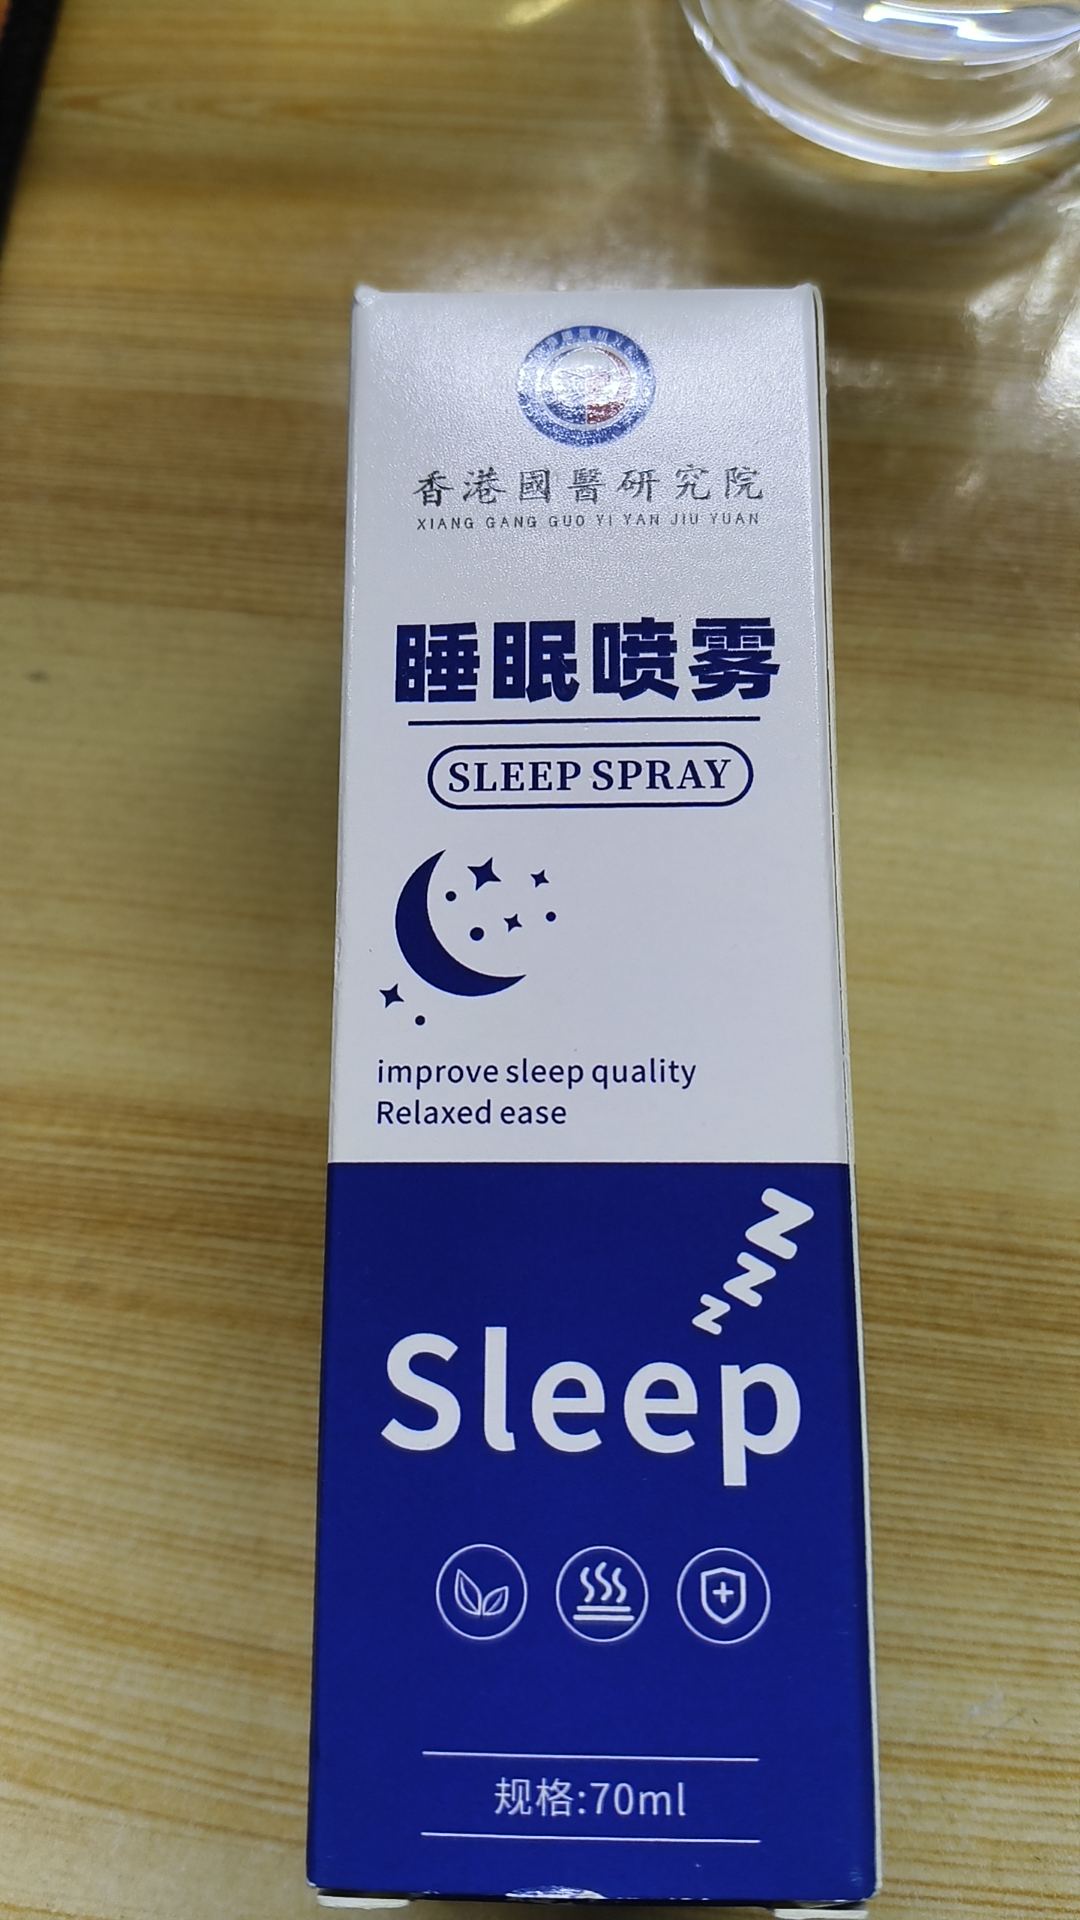 香港國醫研究院
XIANG GANG GUO YI YAN JIU YUAN
睡眠喷雾
SLEEP SPRAY
improve sleep quality
Relaxed ease
z z z
Sleep
规格:70ml